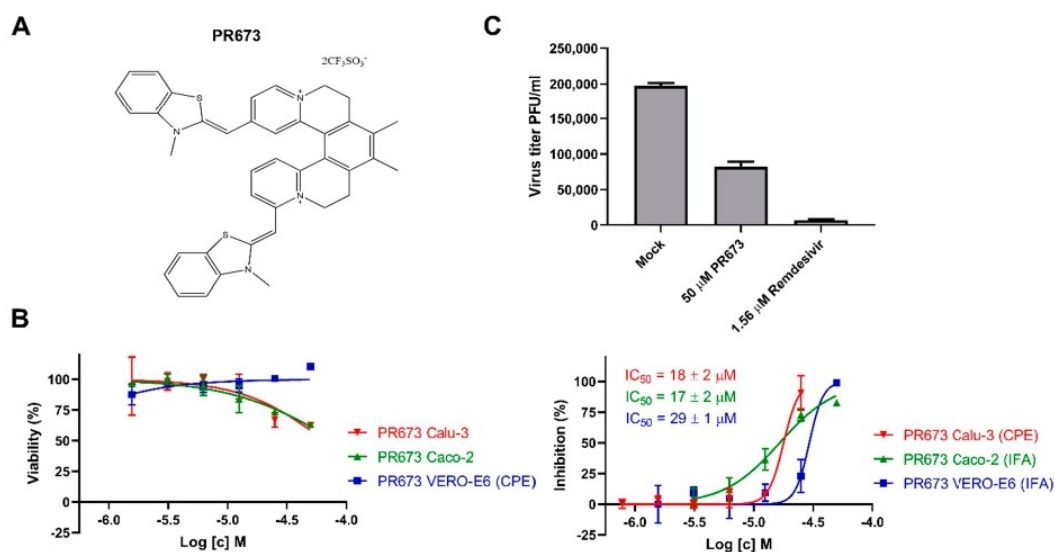 A
PR673
2CF₃SO₃⁻
S
N
N⁺
N⁺
S
N
C
Virus titer PFU/ml
250,000
200,000
150,000
100,000
50,000
0
Mock
50 μM PR673
1.56 μM Remdesivir
B
Viability (%)
100
75
50
25
0
-25
-6.0 -5.5 -5.0 -4.5 -4.0
Log [c] M
PR673 Calu-3
PR673 Caco-2
PR673 VERO-E6 (CPE)
Inhibition (%)
100
75
50
25
0
-6.0 -5.5 -5.0 -4.5 -4.0
Log [c] M
IC₅₀ = 18 ± 2 μM
IC₅₀ = 17 ± 2 μM
IC₅₀ = 29 ± 1 μM
PR673 Calu-3 (CPE)
PR673 Caco-2 (IFA)
PR673 VERO-E6 (IFA)